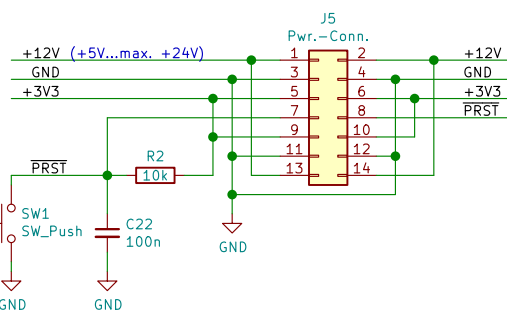 J5
Pwr.-Conn.
+12V (+5V...max. +24V) 1 2 +12V
GND 3 4 GND
+3V3 5 6 +3V3
7 8 PRST
9 10
11 12
13 14
PRST
R2
10k
SW1
SW_Push
C22
100n
GND
GND
GND